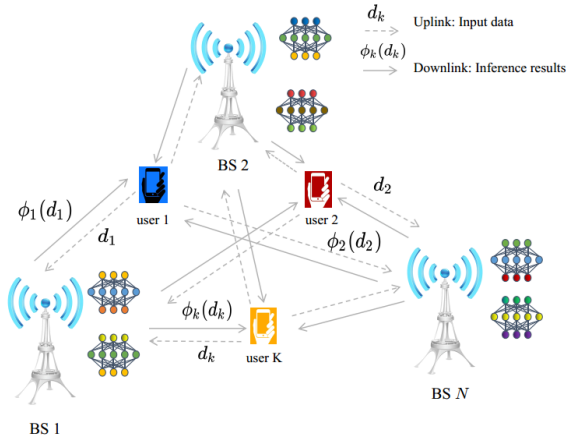 d_k
Uplink: Input data
ϕ_k(d_k)
Downlink: Inference results
BS 2
user 1
user 2
d_2
ϕ_1(d_1)
d_1
ϕ_2(d_2)
ϕ_k(d_k)
d_k
user K
BS N
BS 1